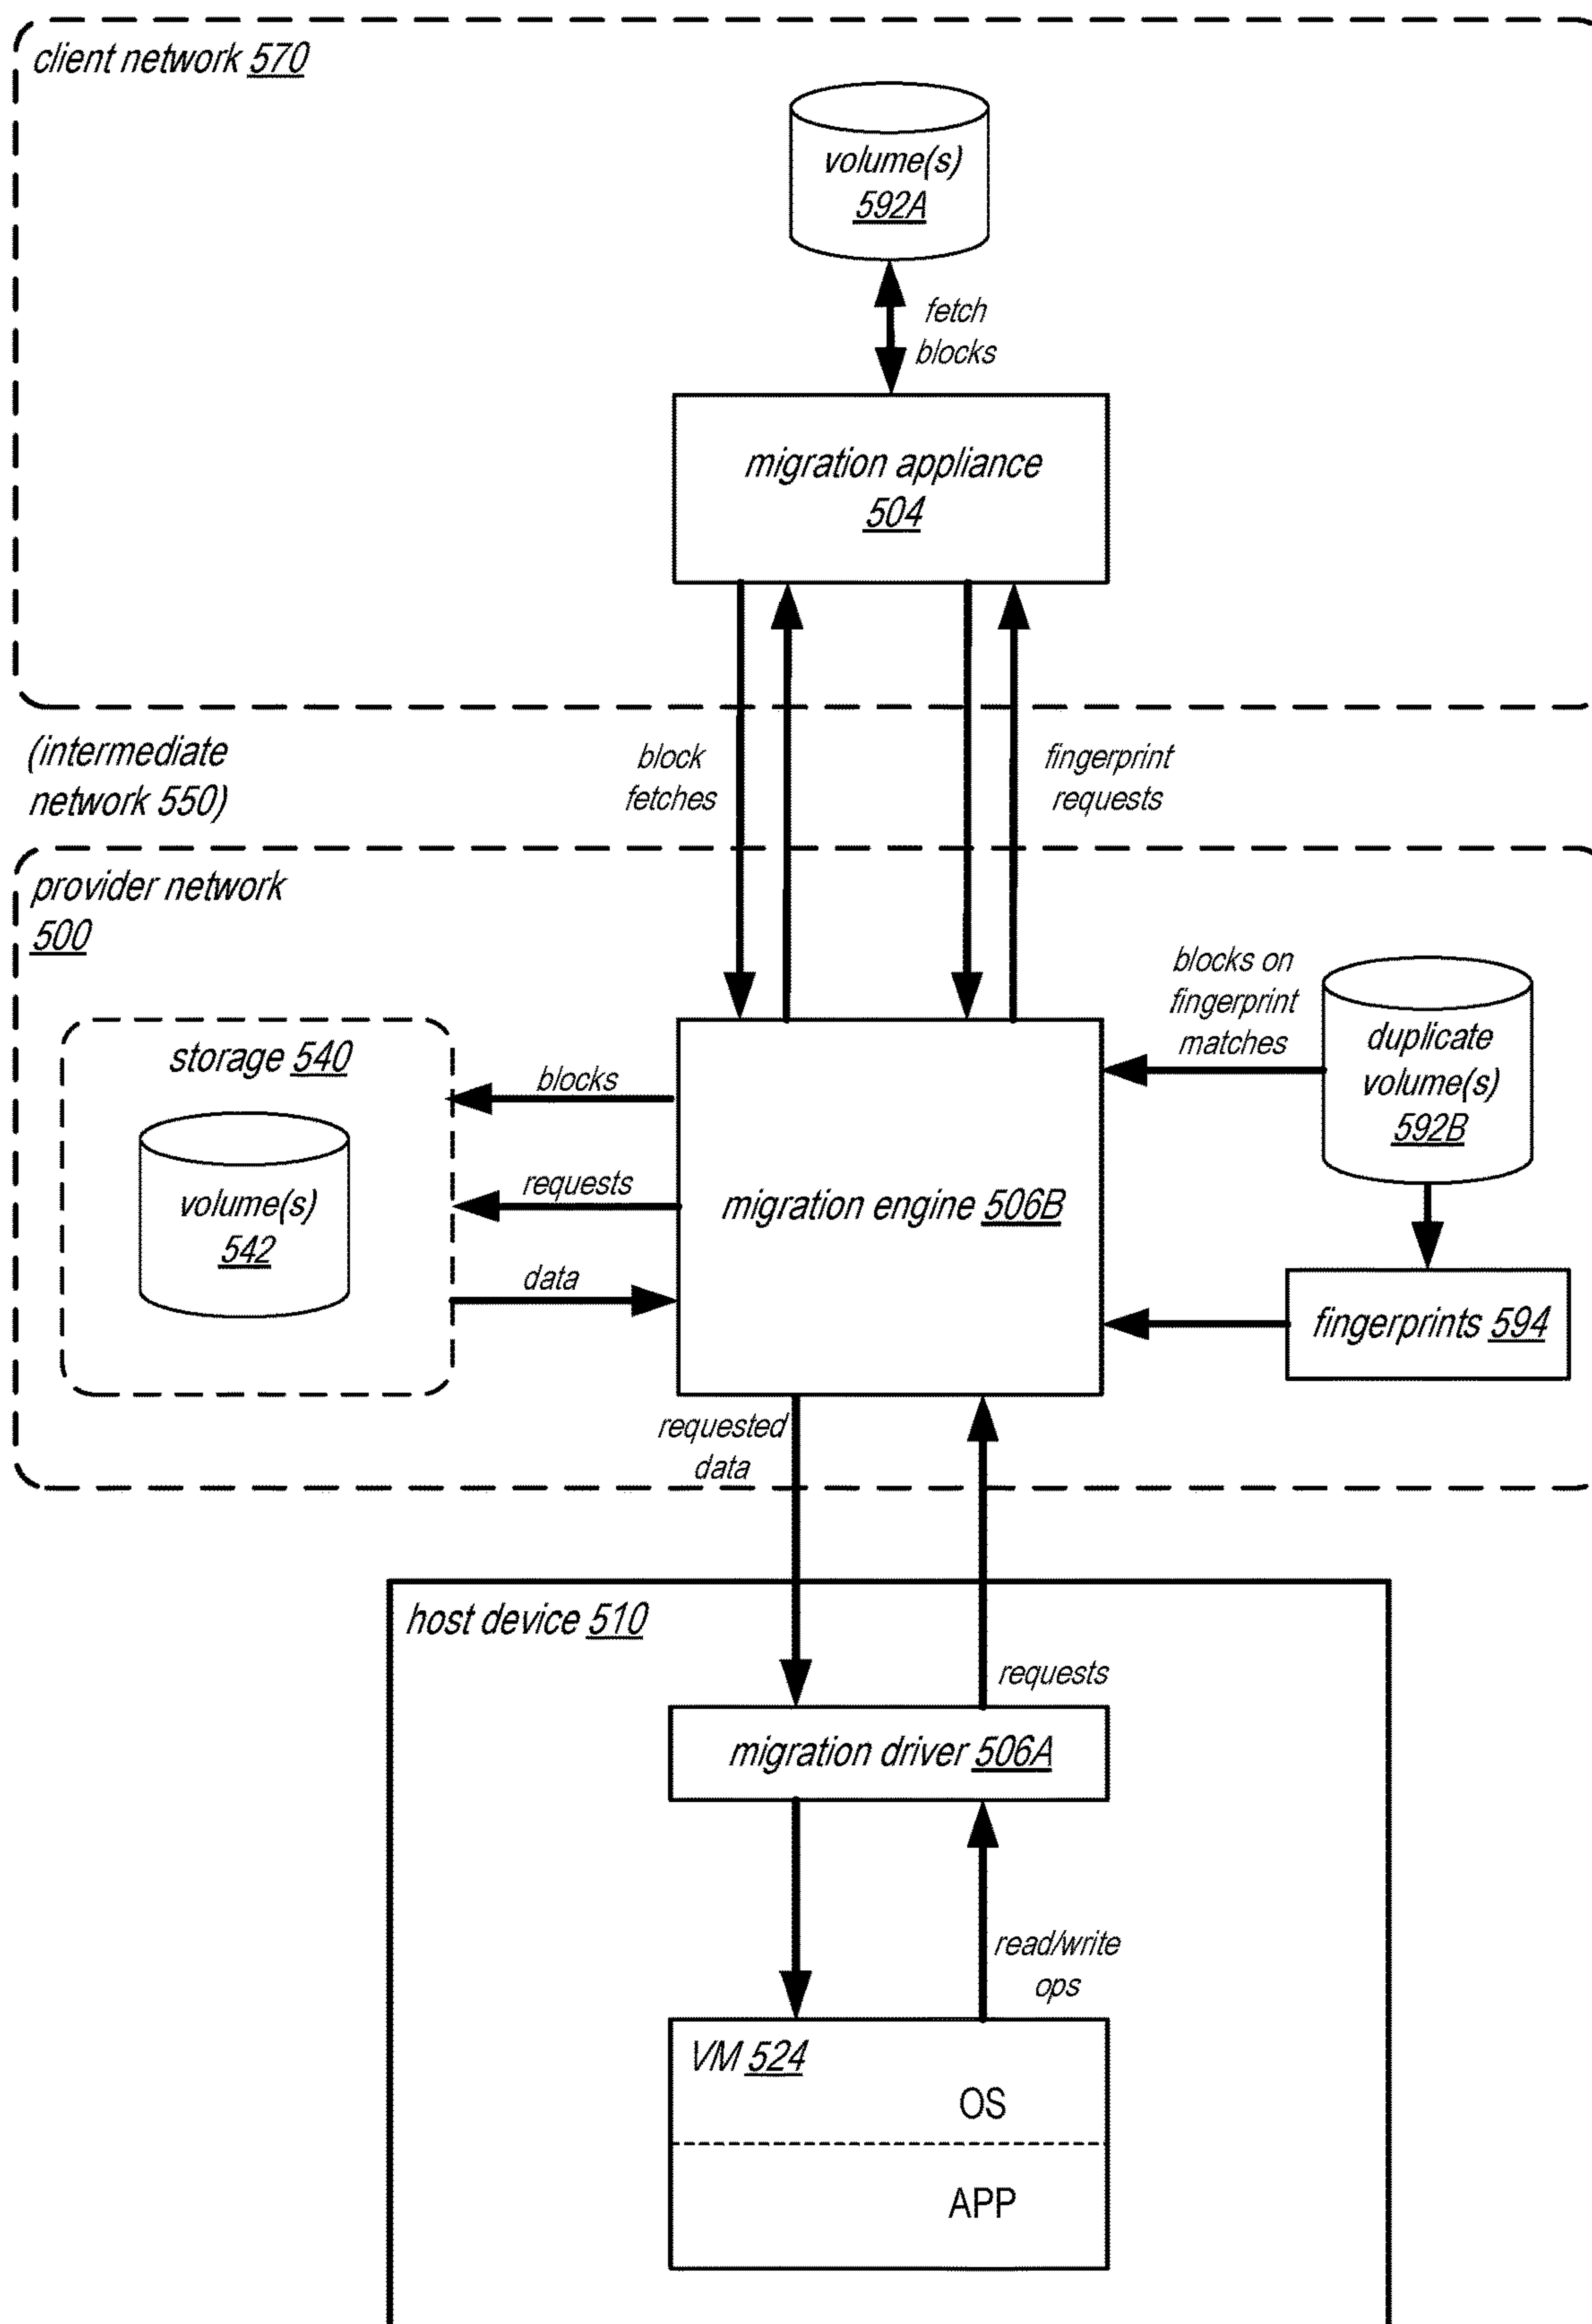 client network 570
volume(s)
592A
fetch
blocks
migration appliance
504
(intermediate
network 550)
block
fetches
fingerprint
requests
provider network
500
blocks on
fingerprint
matches
duplicate
volume(s)
592B
storage 540
volume(s)
542
blocks
requests
data
migration engine 506B
fingerprints 594
requested
data
host device 510
requests
migration driver 506A
read/write
ops
VM 524
OS
APP